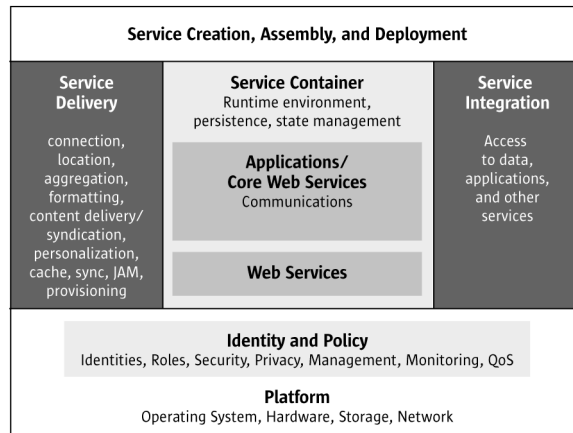 Service Creation, Assembly, and Deployment
Service
Delivery
connection,
location,
aggregation,
formatting,
content delivery/
syndication,
personalization,
cache, sync, JAM,
provisioning
Service Container
Runtime environment,
persistence, state management
Applications/
Core Web Services
Communications
Web Services
Service
Integration
Access
to data,
applications,
and other
services
Identity and Policy
Identities, Roles, Security, Privacy, Management, Monitoring, QoS
Platform
Operating System, Hardware, Storage, Network